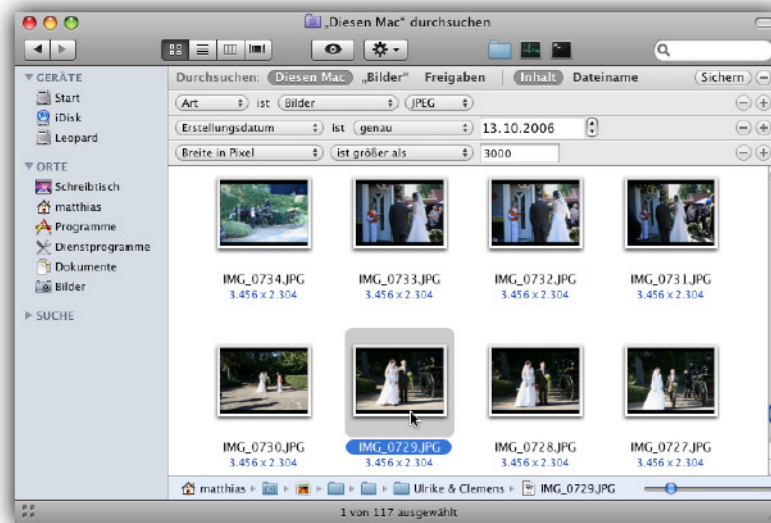 „Diesen Mac“ durchsuchen
GERÄTE
Start
iDisk
Leopard
ORTE
Schreibtisch
matthias
Programme
Dienstprogramme
Dokumente
Bilder
SUCHE
Durchsuchen: Diesen Mac „Bilder“ Freigaben Inhalt Dateiname Sichern
Art ist Bilder JPEG
Erstellungsdatum ist genau 13.10.2006
Breite in Pixel ist größer als 3000
IMG_0734.JPG IMG_0733.JPG IMG_0732.JPG IMG_0731.JPG
3.456 x 2.304 3.456 x 2.304 3.456 x 2.304 3.456 x 2.304
IMG_0730.JPG IMG_0729.JPG IMG_0728.JPG IMG_0727.JPG
3.456 x 2.304 3.456 x 2.304 3.456 x 2.304 3.456 x 2.304
matthias Ulrike & Clemens IMG_0729.JPG
1 von 117 ausgewählt